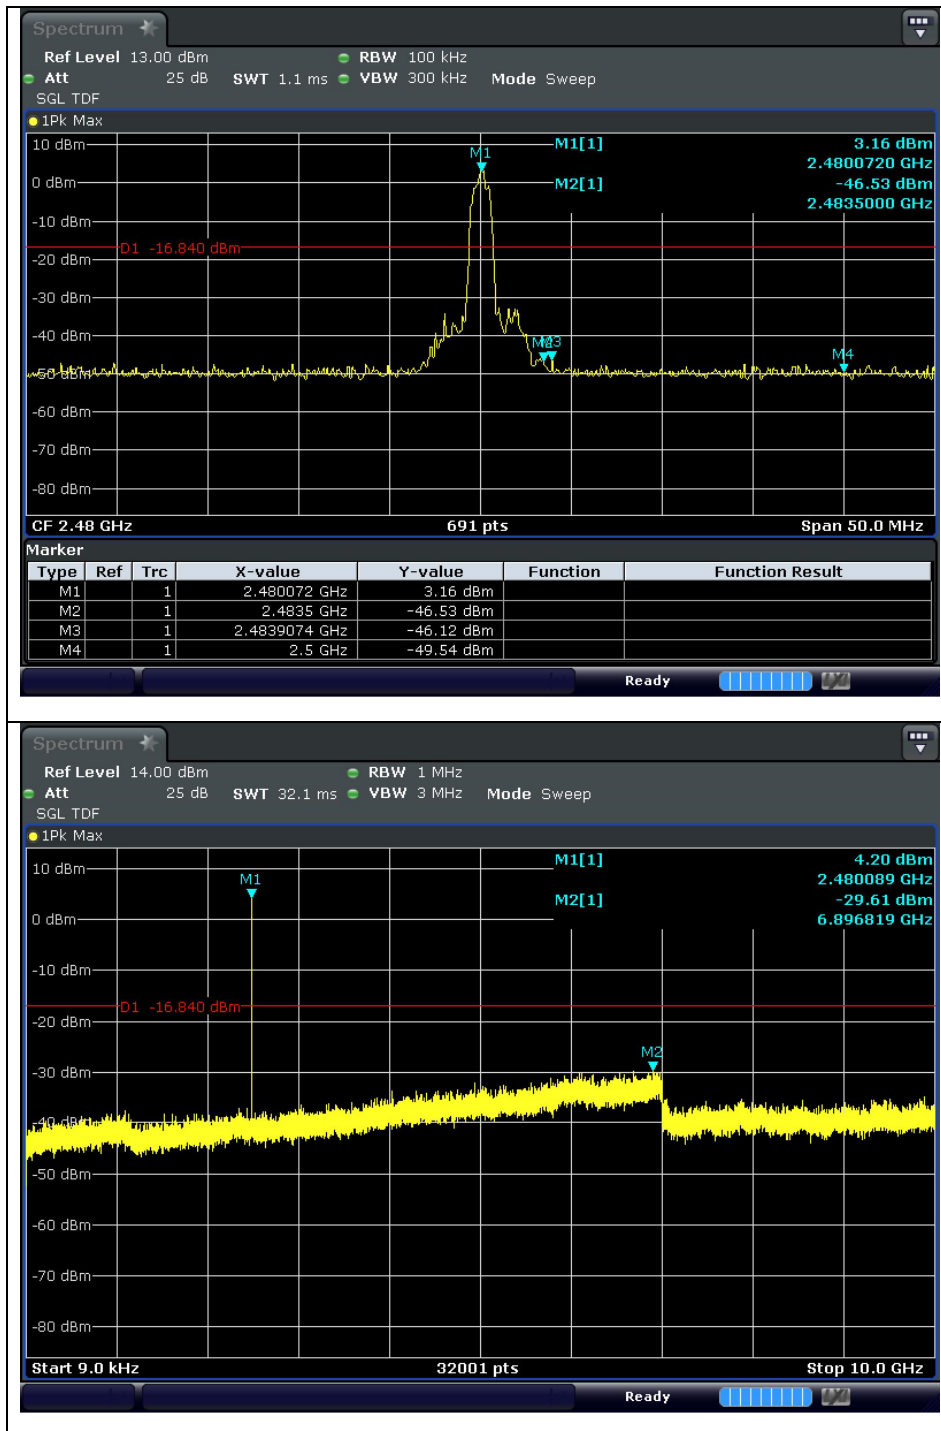 Spectrum
Ref Level 13.00 dBm RBW 100 kHz
Att 25 dB SWT 1.1 ms VBW 300 kHz Mode Sweep
SGL TDF
1Pk Max
10 dBm M1[1] 3.16 dBm
M1 2.4800720 GHz
0 dBm M2[1] -46.53 dBm
2.4835000 GHz
-10 dBm
D1 -16.840 dBm
-20 dBm
-30 dBm
-40 dBm
M2 M3
M4
-50 dBm
-60 dBm
-70 dBm
-80 dBm
CF 2.48 GHz 691 pts Span 50.0 MHz
Marker
Type Ref Trc X-value Y-value Function Function Result
M1 1 2.480072 GHz 3.16 dBm
M2 1 2.4835 GHz -46.53 dBm
M3 1 2.4839074 GHz -46.12 dBm
M4 1 2.5 GHz -49.54 dBm
Ready
Spectrum
Ref Level 14.00 dBm RBW 1 MHz
Att 25 dB SWT 32.1 ms VBW 3 MHz Mode Sweep
SGL TDF
1Pk Max
10 dBm M1[1] 4.20 dBm
M1 2.480089 GHz
M2[1] -29.61 dBm
0 dBm 6.896819 GHz
-10 dBm
D1 -16.840 dBm
-20 dBm
M2
-30 dBm
-40 dBm
-50 dBm
-60 dBm
-70 dBm
-80 dBm
Start 9.0 kHz 32001 pts Stop 10.0 GHz
Ready